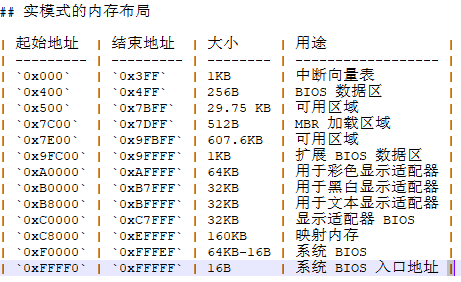 ## 实模式的内存布局
| 起始地址 | 结束地址 | 大小 | 用途 |
| --------- | --------- | -------- | ------------------ |
| `0x000` | `0x3FF` | 1KB | 中断向量表 |
| `0x400` | `0x4FF` | 256B | BIOS 数据区 |
| `0x500` | `0x7BFF` | 29.75 KB | 可用区域 |
| `0x7C00` | `0x7DFF` | 512B | MBR 加载区域 |
| `0x7E00` | `0x9FBFF` | 607.6KB | 可用区域 |
| `0x9FC00` | `0x9FFFF` | 1KB | 扩展 BIOS 数据区 |
| `0xA0000` | `0xAFFFF` | 64KB | 用于彩色显示适配器 |
| `0xB0000` | `0xB7FFF` | 32KB | 用于黑白显示适配器 |
| `0xB8000` | `0xBFFFF` | 32KB | 用于文本显示适配器 |
| `0xC0000` | `0xC7FFF` | 32KB | 显示适配器 BIOS |
| `0xC8000` | `0xEFFFF` | 160KB | 映射内存 |
| `0xF0000` | `0xFFFEF` | 64KB-16B | 系统 BIOS |
| `0xFFFF0` | `0xFFFFF` | 16B | 系统 BIOS 入口地址 |